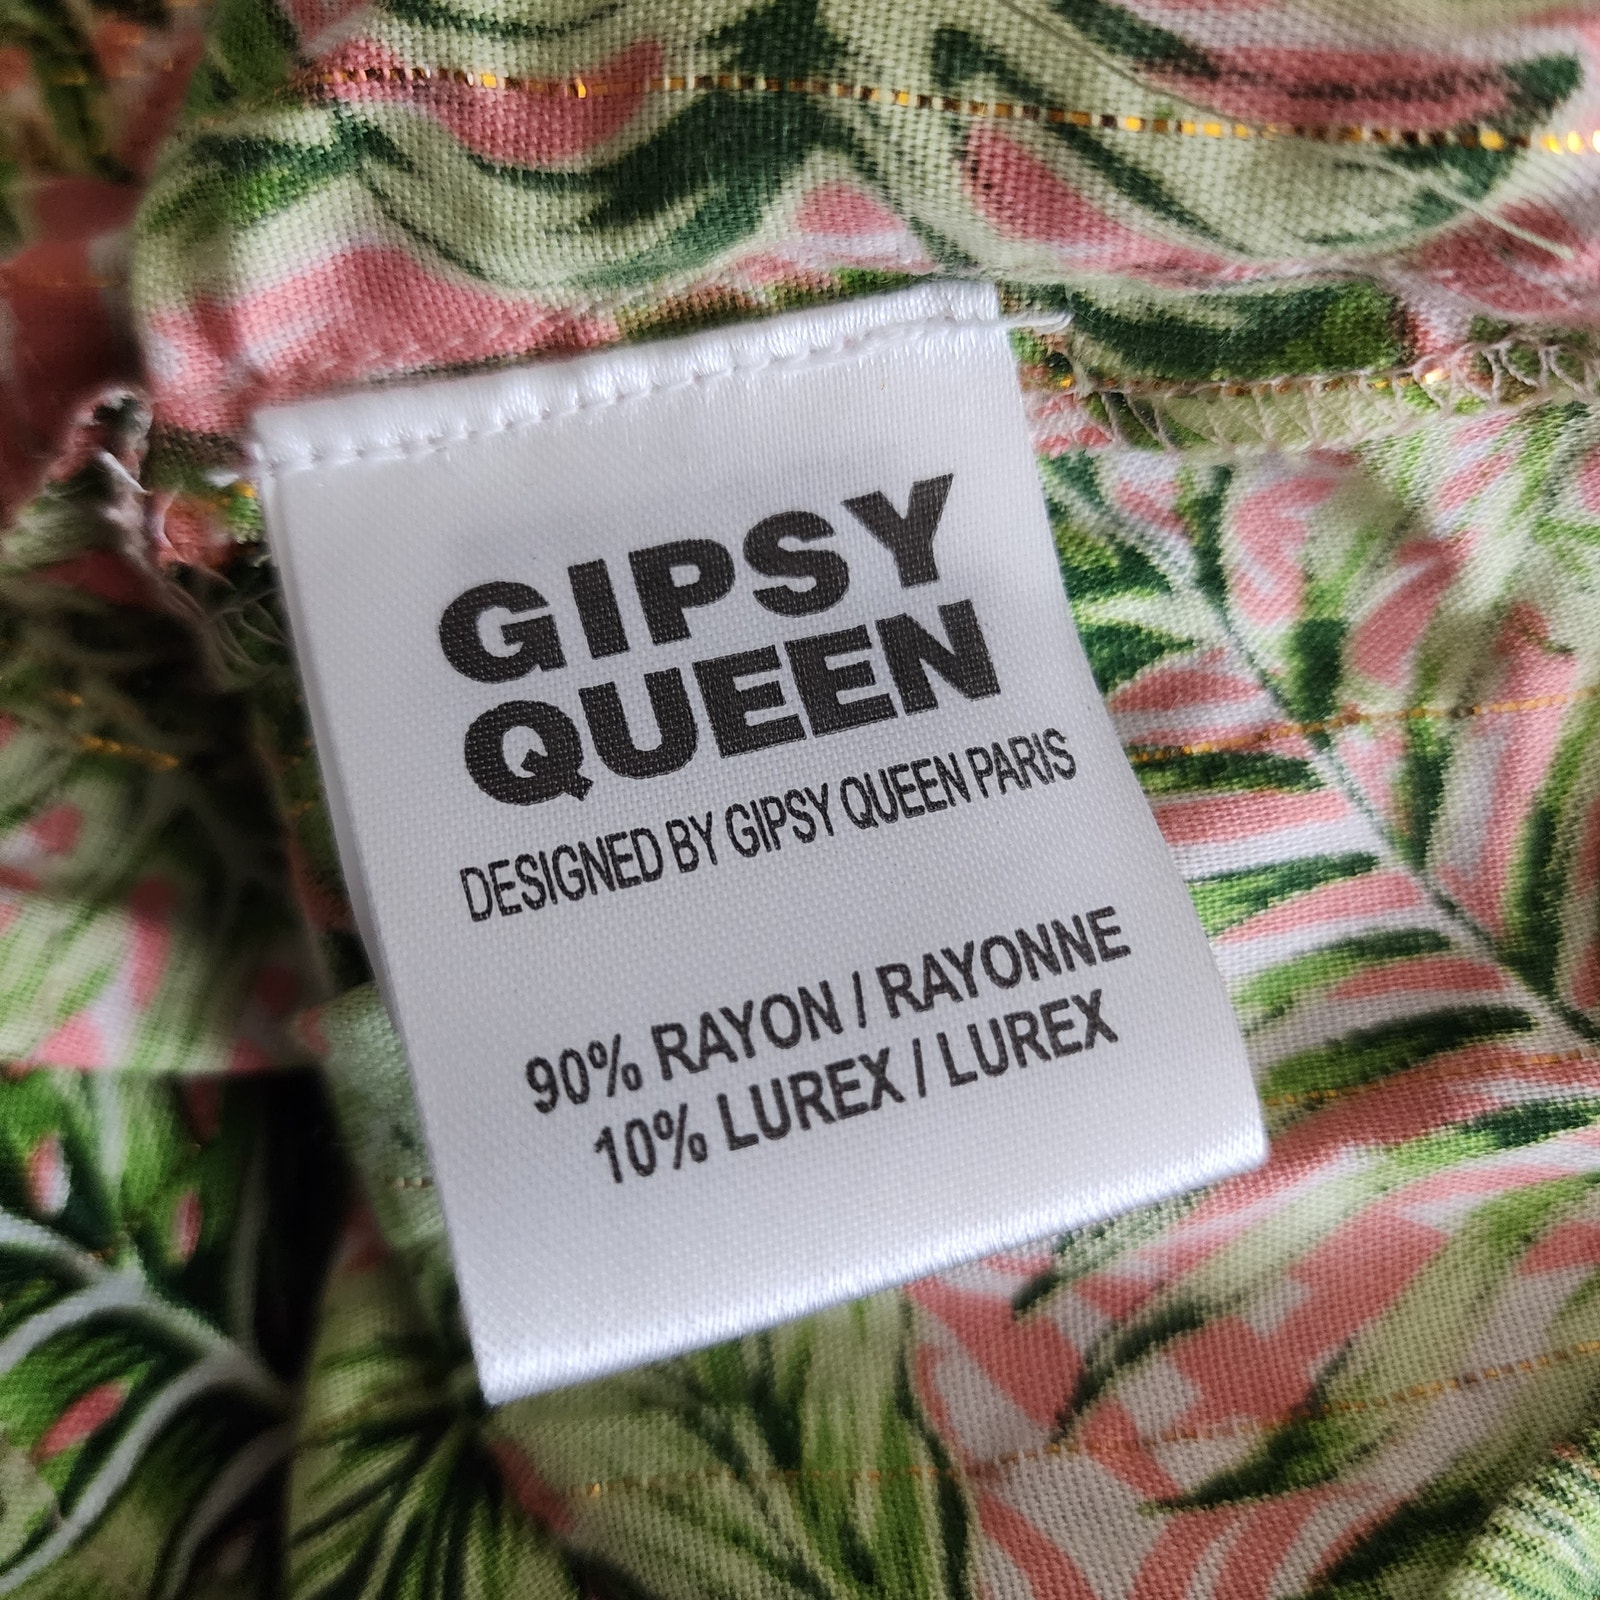 GIPSY
QUEEN
DESIGNED BY GIPSY QUEEN PARIS
90% RAYON / RAYONNE
10% LUREX / LUREX